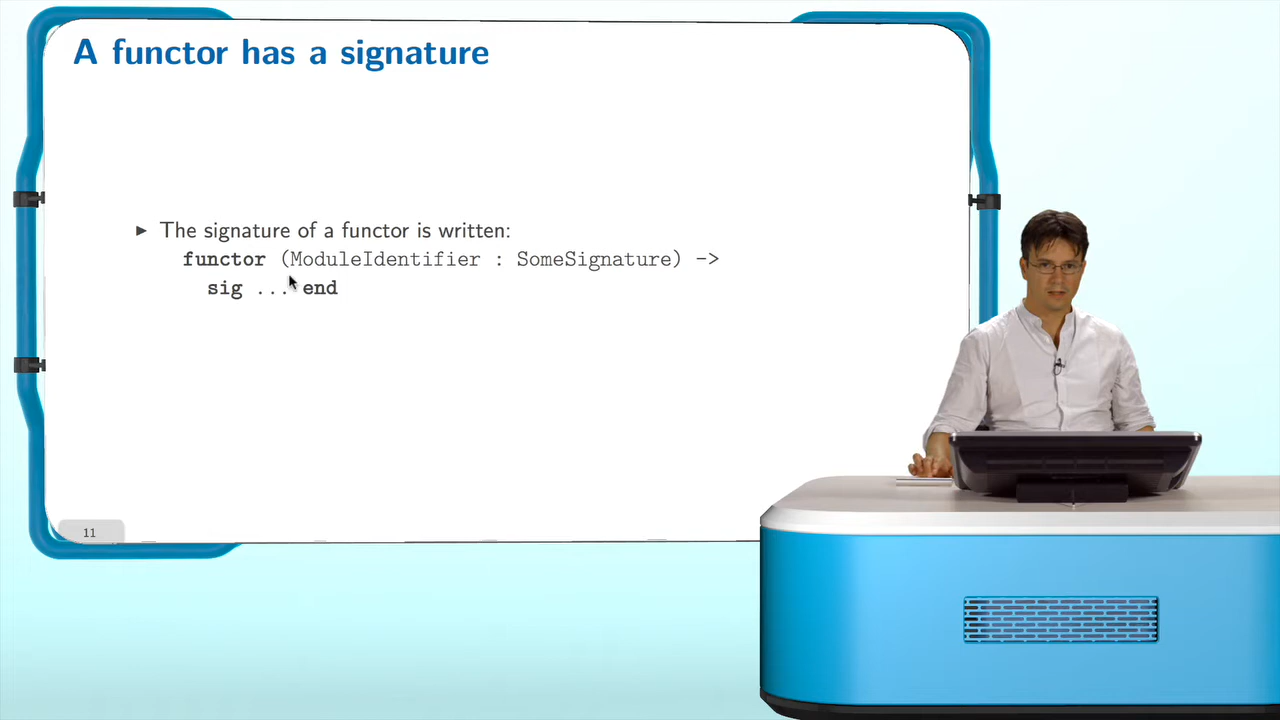 A functor has a signature
▶ The signature of a functor is written:
functor (ModuleIdentifier : SomeSignature) ->
sig ... end
11